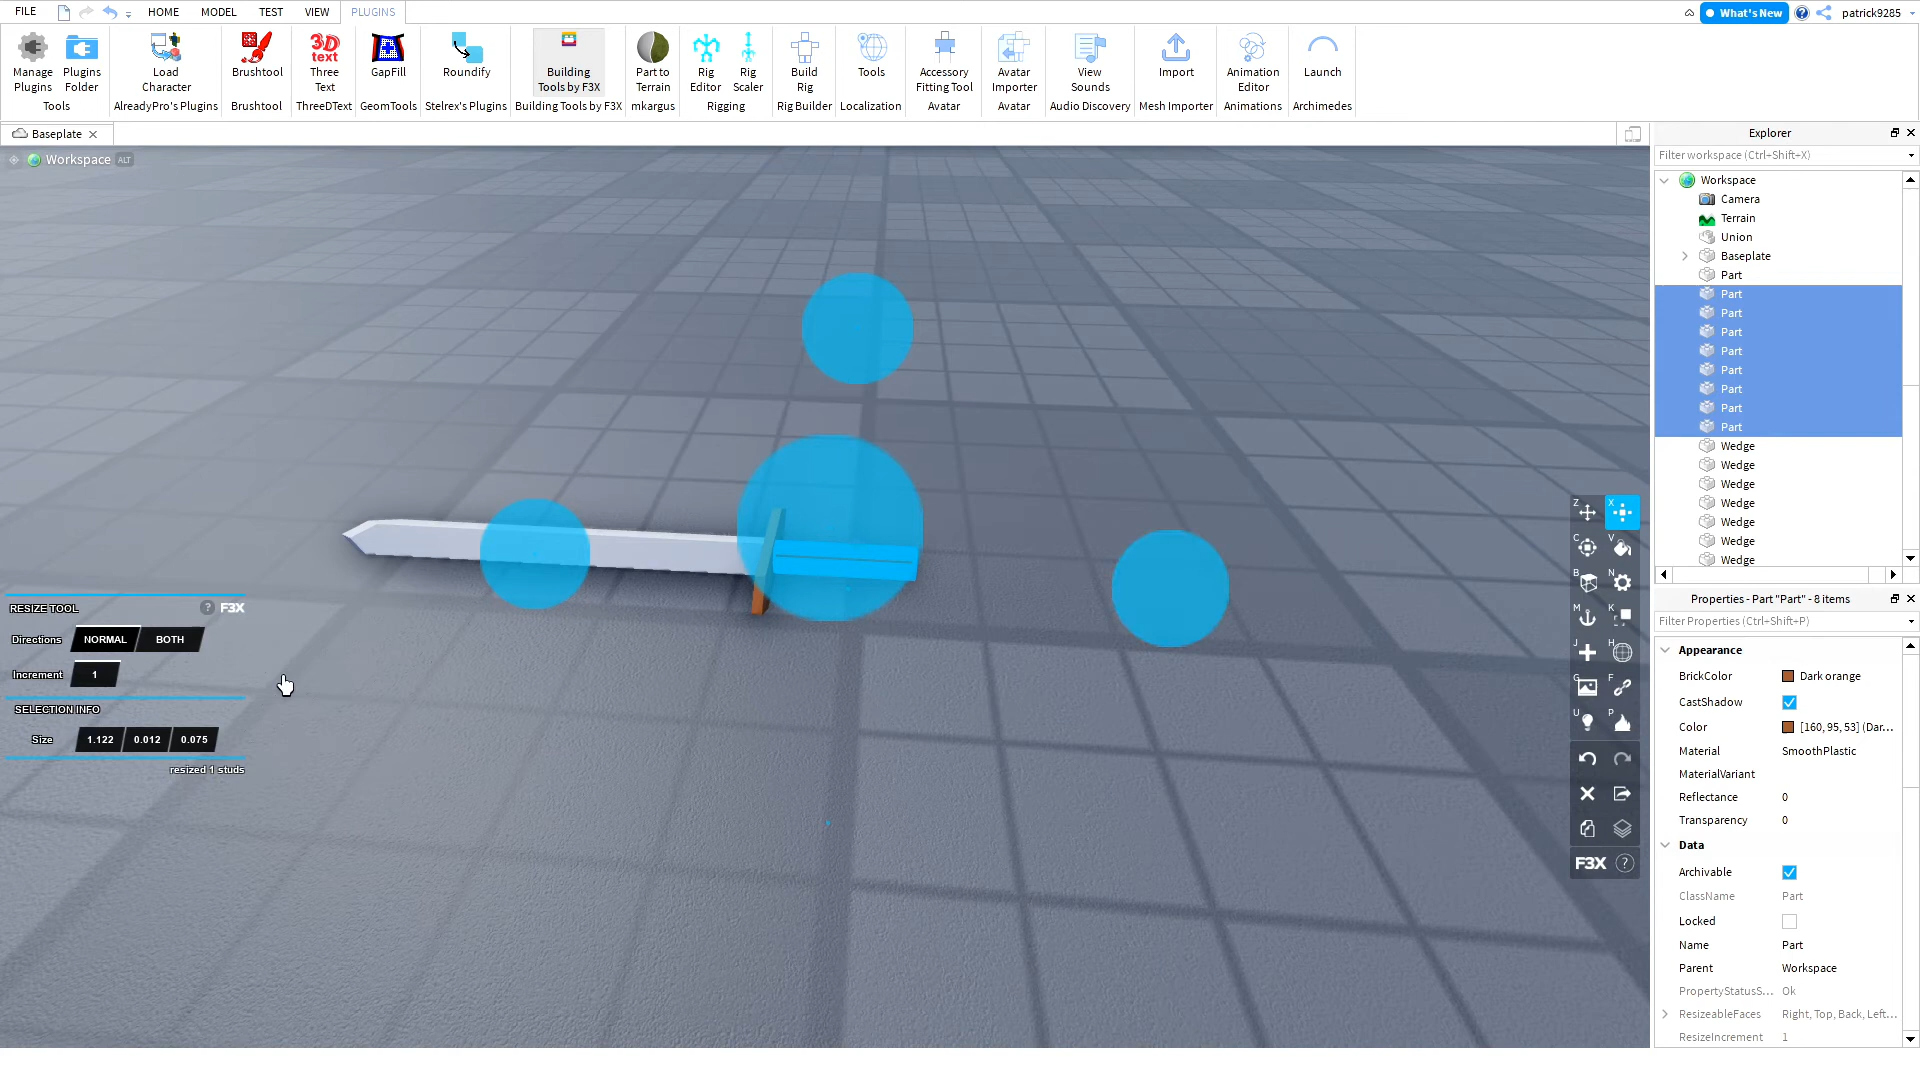 FILE HOME MODEL TEST VIEW PLUGINS What's New patrick9285
Manage Plugins
Plugins Folder
Tools
Load Character
AlreadyPro's Plugins
Brushtool
Brushtool
3D text
Three Text
ThreeDText
GapFill
GeomTools
Roundify
Stelrex's Plugins
Building Tools by F3X
Building Tools by F3X
Part to Terrain
mkargus
Rig Editor
Rig Scaler
Rigging
Build Rig
Rig Builder
Tools
Localization
Accessory Fitting Tool
Avatar
Avatar Importer
Avatar
View Sounds
Audio Discovery
Import
Mesh Importer
Animation Editor
Animations
Launch
Archimedes
Baseplate
Workspace ALT
RESIZE TOOL ? F3X
Directions NORMAL BOTH
Increment 1
SELECTION INFO
Size 1.122 0.012 0.075
resized 1 studs
Z X
C V
B N
M K
J H
G F
U P
F3X ?
Explorer
Filter workspace (Ctrl+Shift+X)
Workspace
Camera
Terrain
Union
Baseplate
Part
Part
Part
Part
Part
Part
Part
Part
Part
Wedge
Wedge
Wedge
Wedge
Wedge
Wedge
Wedge
Properties - Part "Part" - 8 items
Filter Properties (Ctrl+Shift+P)
Appearance
BrickColor Dark orange
CastShadow
Color [160, 95, 53] (Dar...
Material SmoothPlastic
MaterialVariant
Reflectance 0
Transparency 0
Data
Archivable
ClassName Part
Locked
Name Part
Parent Workspace
PropertyStatusS... Ok
ResizeableFaces Right, Top, Back, Left...
ResizeIncrement 1